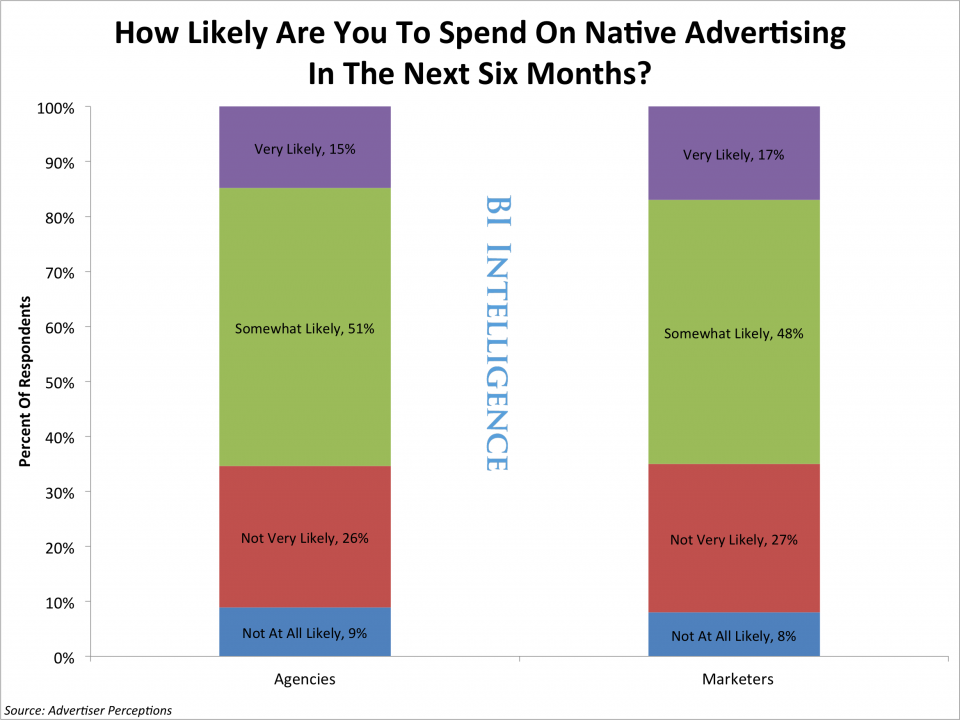 How Likely Are You To Spend On Native Advertising
In The Next Six Months?
100%
90%
80%
70%
60%
50%
40%
30%
20%
10%
0%
Percent Of Respondents
Very Likely, 15%
Somewhat Likely, 51%
Not Very Likely, 26%
Not At All Likely, 9%
BI INTELLIGENCE
Very Likely, 17%
Somewhat Likely, 48%
Not Very Likely, 27%
Not At All Likely, 8%
Agencies
Marketers
Source: Advertiser Perceptions